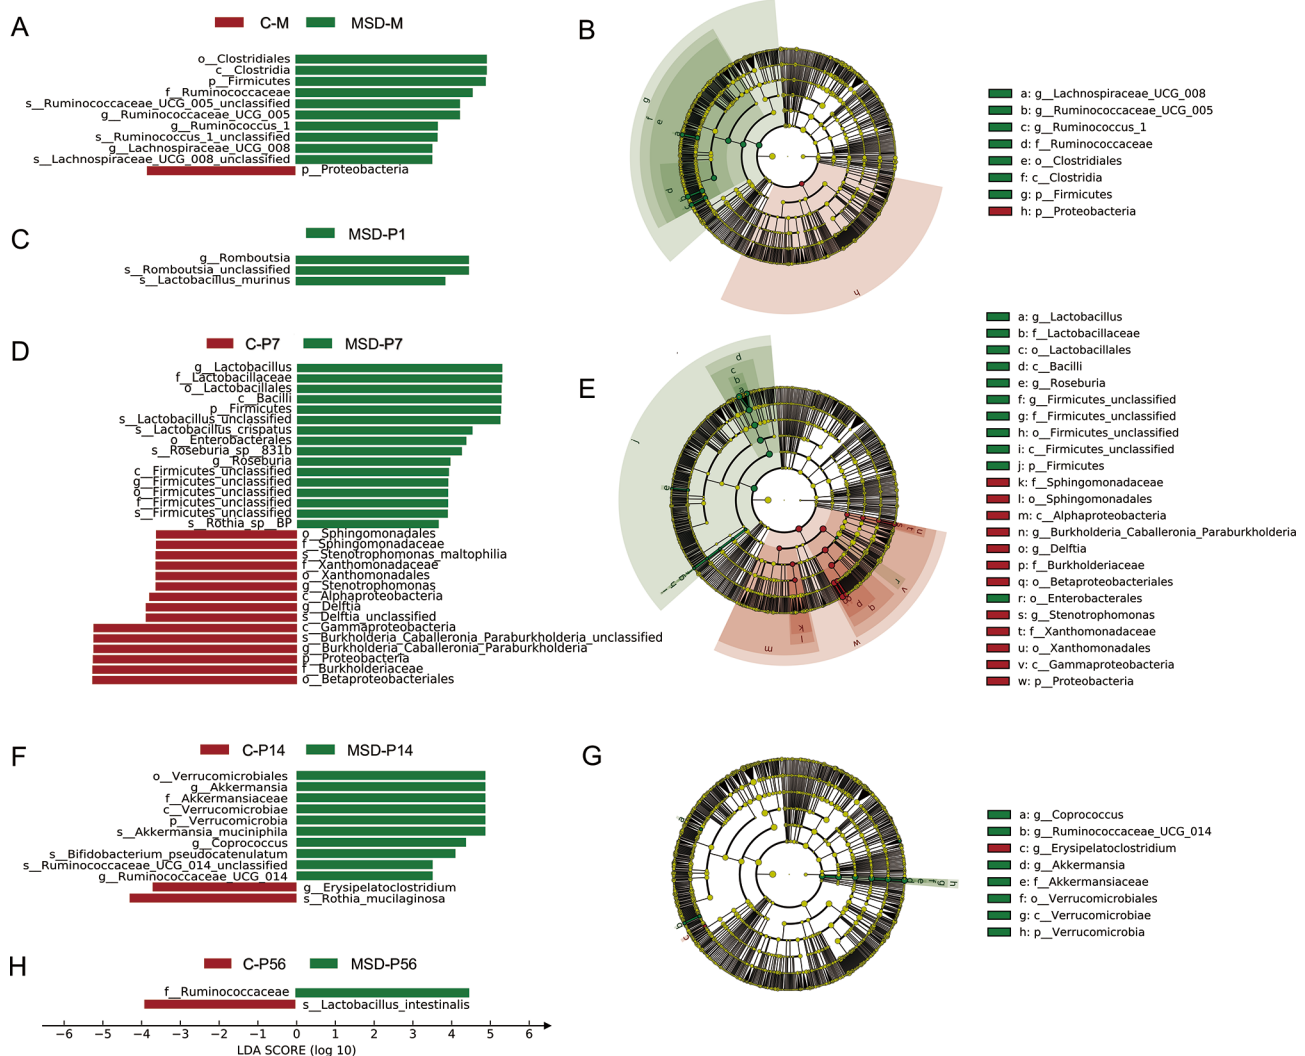 A
C-M
MSD-M
o__Clostridiales
c__Clostridia
p__Firmicutes
f__Ruminococcaceae
s__Ruminococcaceae_UCG_005_unclassified
g__Ruminococcaceae_UCG_005
g__Ruminococcus_1
s__Ruminococcus_1_unclassified
g__Lachnospiraceae_UCG_008
s__Lachnospiraceae_UCG_008_unclassified
p__Proteobacteria
B
g
f
e
a
d
h
a: g__Lachnospiraceae_UCG_008
b: g__Ruminococcaceae_UCG_005
c: g__Ruminococcus_1
d: f__Ruminococcaceae
e: o__Clostridiales
f: c__Clostridia
g: p__Firmicutes
h: p__Proteobacteria
C
MSD-P1
g__Romboutsia
s__Romboutsia_unclassified
s__Lactobacillus_murinus
D
C-P7
MSD-P7
g__Lactobacillus
f__Lactobacillaceae
o__Lactobacillales
c__Bacilli
p__Firmicutes
s__Lactobacillus_unclassified
s__Lactobacillus_crispatus
o__Enterobacterales
s__Roseburia_sp__831b
g__Roseburia
c__Firmicutes_unclassified
g__Firmicutes_unclassified
o__Firmicutes_unclassified
f__Firmicutes_unclassified
s__Firmicutes_unclassified
s__Rothia_sp__BP
o__Sphingomonadales
f__Sphingomonadaceae
s__Stenotrophomonas_maltophilia
f__Xanthomonadaceae
o__Xanthomonadales
g__Stenotrophomonas
c__Alphaproteobacteria
g__Delftia
s__Delftia_unclassified
c__Gammaproteobacteria
s__Burkholderia_Caballeronia_Paraburkholderia_unclassified
g__Burkholderia_Caballeronia_Paraburkholderia
p__Proteobacteria
f__Burkholderiaceae
o__Betaproteobacteriales
E
d
c
b
a
j
e
u
t
r
v
q
p
w
k
l
m
a: g__Lactobacillus
b: f__Lactobacillaceae
c: o__Lactobacillales
d: c__Bacilli
e: g__Roseburia
f: g__Firmicutes_unclassified
g: f__Firmicutes_unclassified
h: o__Firmicutes_unclassified
i: c__Firmicutes_unclassified
j: p__Firmicutes
k: f__Sphingomonadaceae
l: o__Sphingomonadales
m: c__Alphaproteobacteria
n: g__Burkholderia_Caballeronia_Paraburkholderia
o: g__Delftia
p: f__Burkholderiaceae
q: o__Betaproteobacteriales
r: o__Enterobacterales
s: g__Stenotrophomonas
t: f__Xanthomonadaceae
u: o__Xanthomonadales
v: c__Gammaproteobacteria
w: p__Proteobacteria
F
C-P14
MSD-P14
o__Verrucomicrobiales
g__Akkermansia
f__Akkermansiaceae
c__Verrucomicrobiae
p__Verrucomicrobia
s__Akkermansia_muciniphila
g__Coprococcus
s__Bifidobacterium_pseudocatenulatum
s__Ruminococcaceae_UCG_014_unclassified
g__Ruminococcaceae_UCG_014
g__Erysipelatoclostridium
s__Rothia_mucilaginosa
G
a
b
c
d
e
f
g
h
a: g__Coprococcus
b: g__Ruminococcaceae_UCG_014
c: g__Erysipelatoclostridium
d: g__Akkermansia
e: f__Akkermansiaceae
f: o__Verrucomicrobiales
g: c__Verrucomicrobiae
h: p__Verrucomicrobia
H
C-P56
MSD-P56
f__Ruminococcaceae
s__Lactobacillus_intestinalis
−6 −5 −4 −3 −2 −1 0 1 2 3 4 5 6
LDA SCORE (log 10)